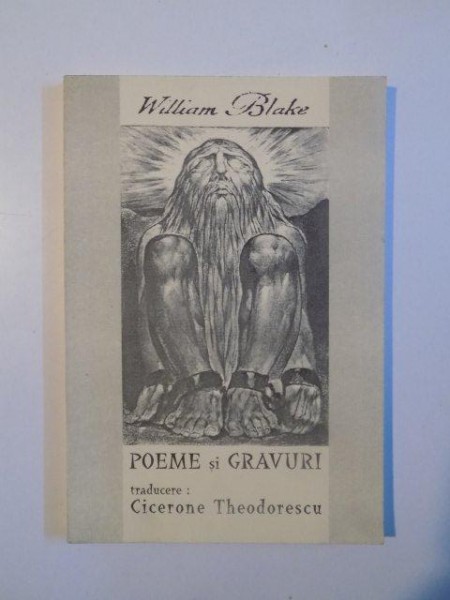 William Blake
POEME și GRAVURI
traducere :
Cicerone Theodorescu